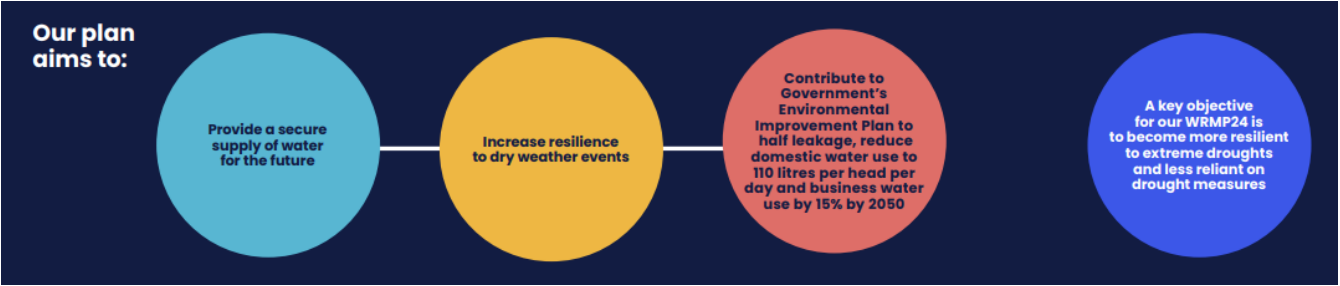 Our plan
aims to:
Provide a secure
supply of water
for the future
Increase resilience
to dry weather events
Contribute to
Government's
Environmental
Improvement Plan to
half leakage, reduce
domestic water use to
110 litres per head per
day and business water
use by 15% by 2050
A key objective
for our WRMP24 is
to become more resilient
to extreme droughts
and less reliant on
drought measures